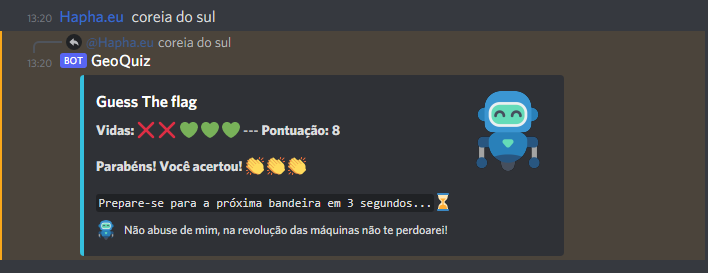 13:20 Hapha.eu coreia do sul
@Hapha.eu coreia do sul
13:20 BOT GeoQuiz
Guess The flag
Vidas: ❌❌💚💚💚 --- Pontuação: 8
Parabéns! Você acertou! 👏👏👏
Prepare-se para a próxima bandeira em 3 segundos...⏳
Não abuse de mim, na revolução das máquinas não te perdoarei!